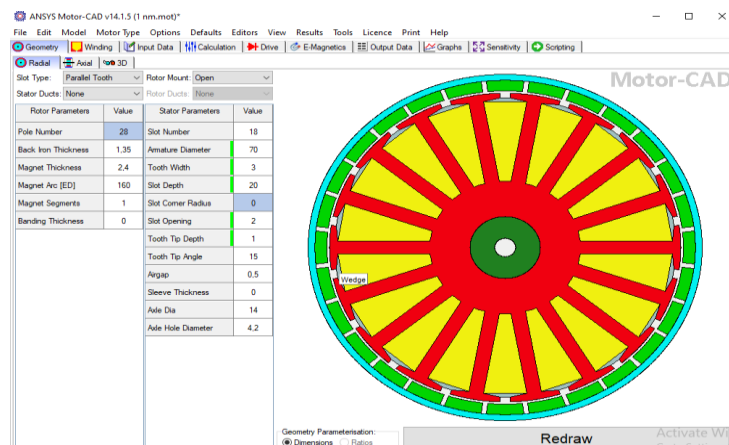 ANSYS Motor-CAD v14.1.5 (1 nm.mot)*
File Edit Model Motor Type Options Defaults Editors View Results Tools Licence Print Help
Geometry Winding Input Data Calculation Drive E-Magnetics Output Data Graphs Sensitivity Scripting
Radial Axial 3D
Slot Type: Parallel Tooth Rotor Mount: Open
Stator Ducts: None Rotor Ducts: None
Rotor Parameters Value Stator Parameters Value
Pole Number 28 Slot Number 18
Back Iron Thickness 1,35 Armature Diameter 70
Magnet Thickness 2,4 Tooth Width 3
Magnet Arc [ED] 160 Slot Depth 20
Magnet Segments 1 Slot Corner Radius 0
Banding Thickness 0 Slot Opening 2
Tooth Tip Depth 1
Tooth Tip Angle 15
Airgap 0,5
Sleeve Thickness 0
Axle Dia 14
Axle Hole Diameter 4,2
Motor-CAD
Wedge
Geometry Parameterisation:
Dimensions Ratios
Redraw
Activate Wi